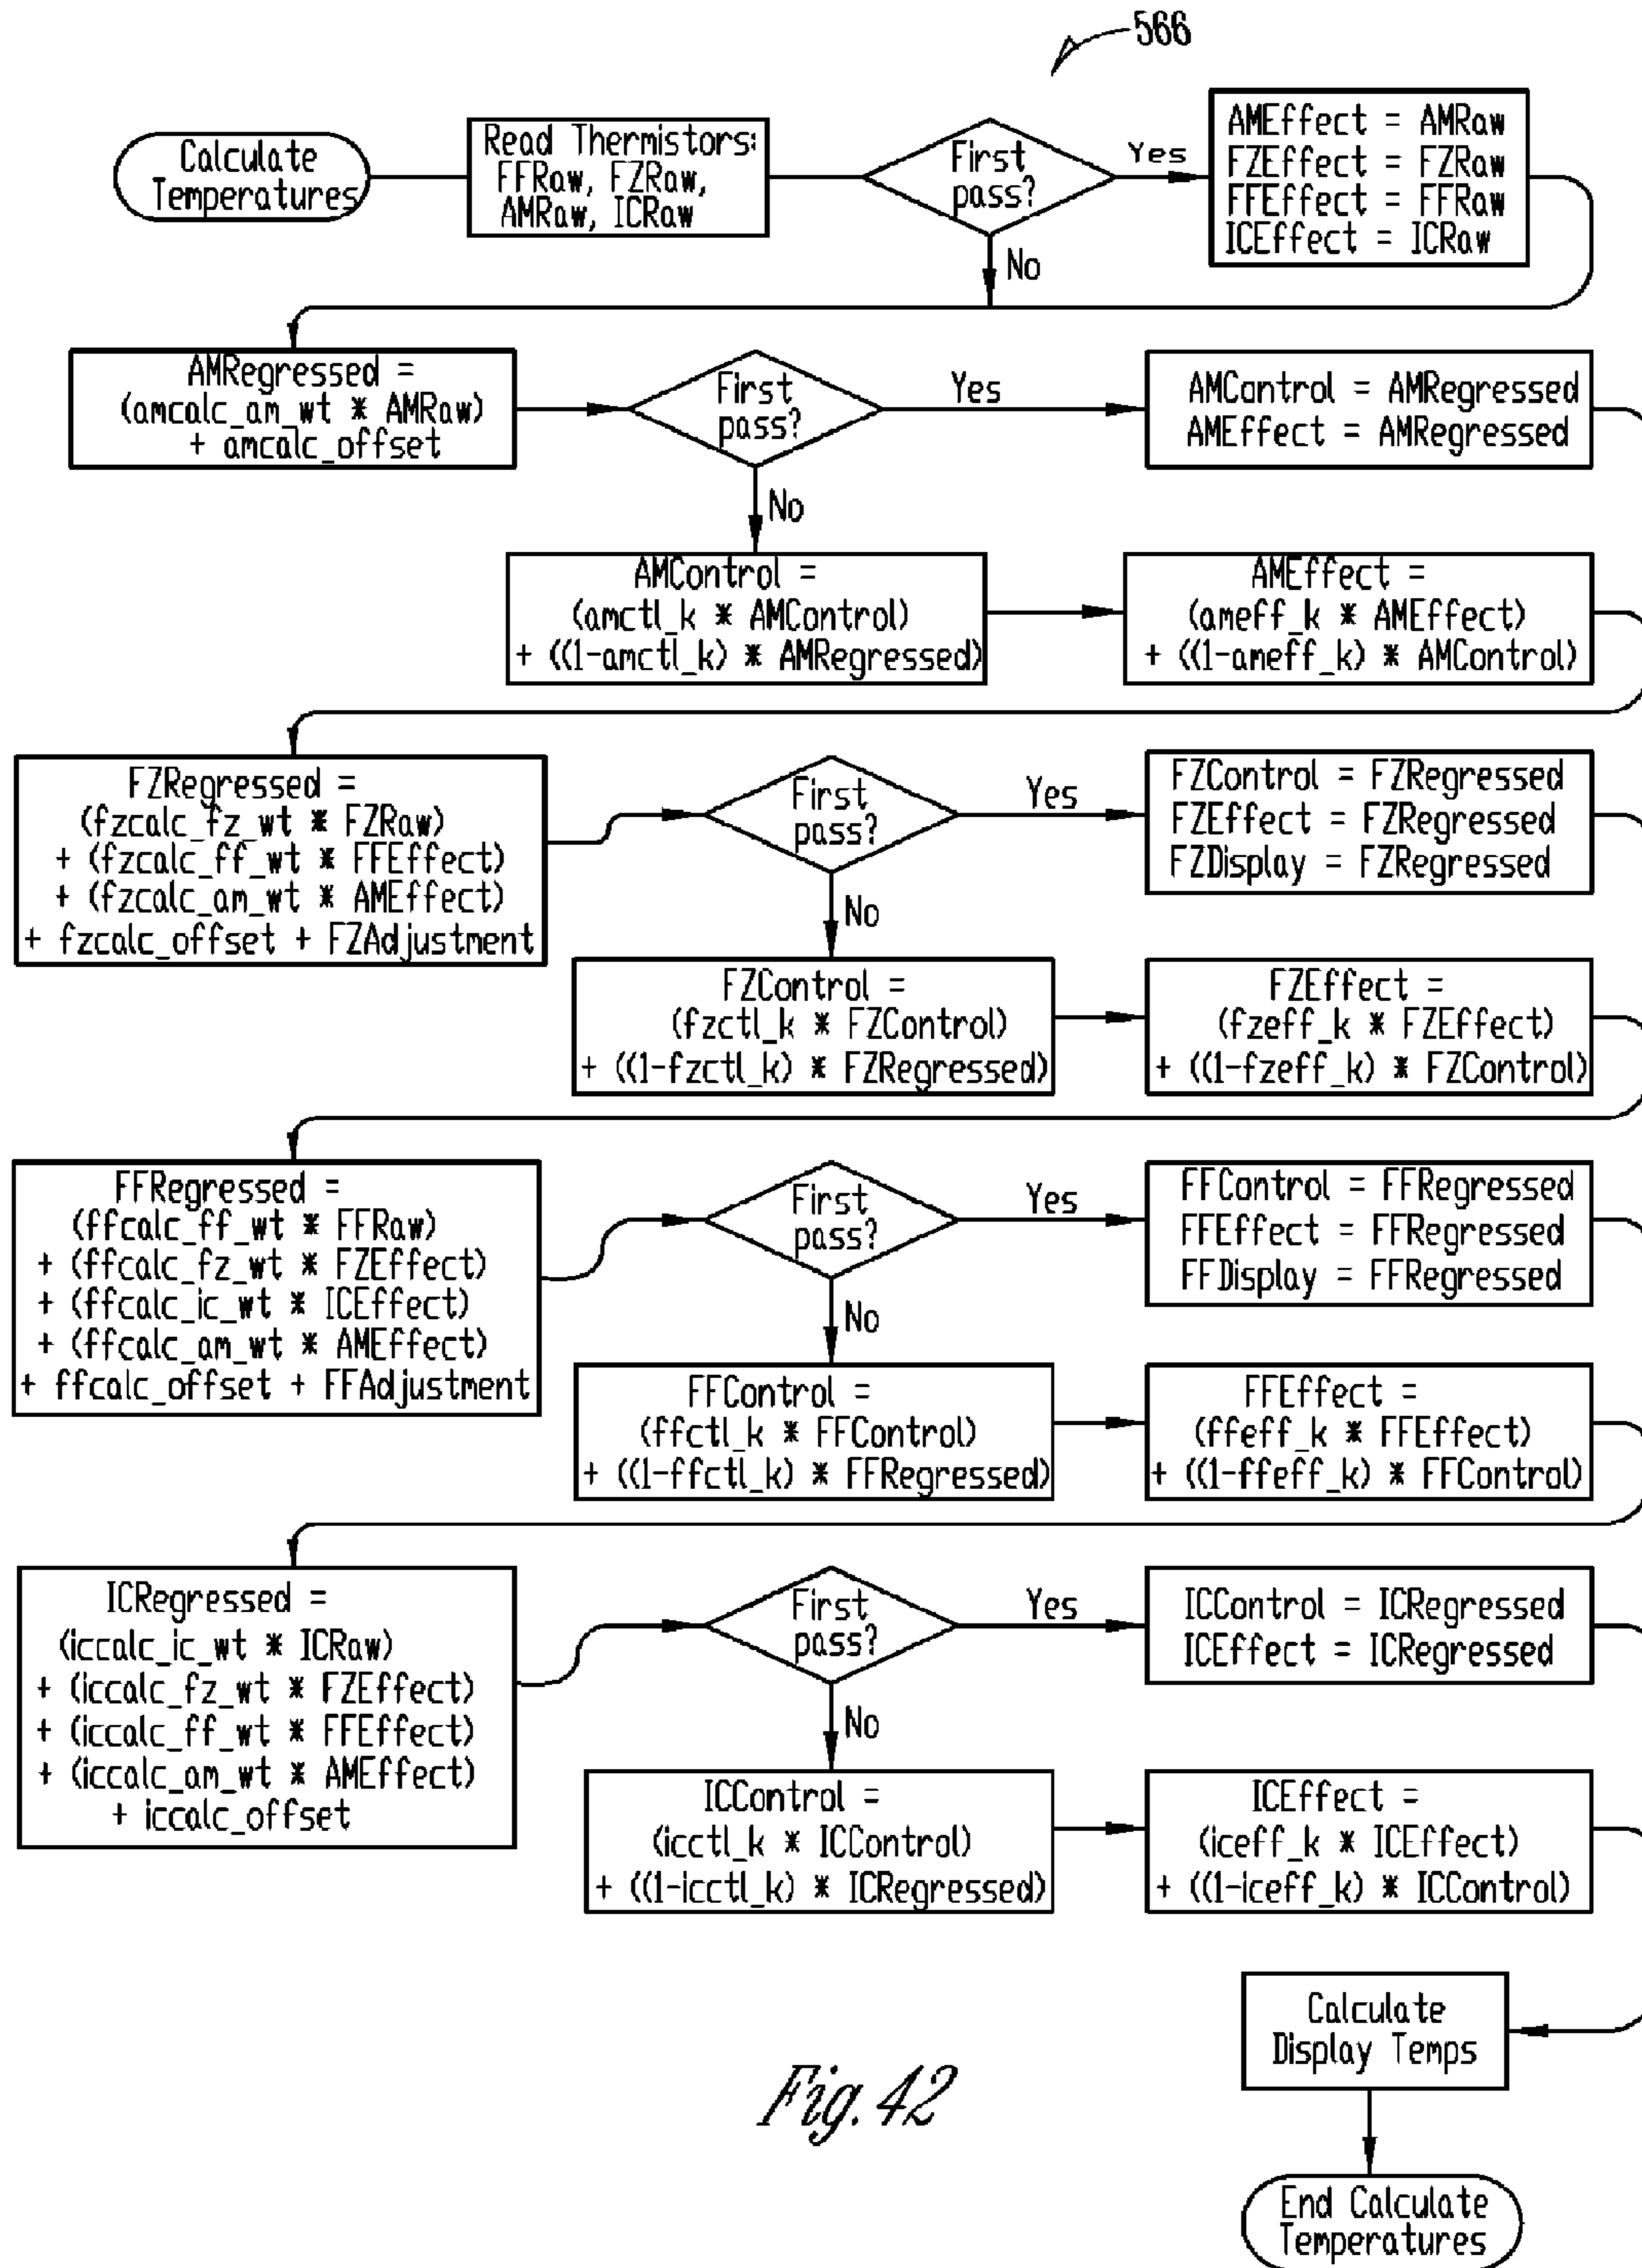 566
Calculate
Temperatures
Read Thermistors:
FFRaw, FZRaw,
AMRaw, ICRaw
First
pass?
Yes
No
AMEffect = AMRaw
FZEffect = FZRaw
FFEffect = FFRaw
ICEffect = ICRaw
AMRegressed =
(amcalc_am_wt * AMRaw)
+ amcalc_offset
First
pass?
Yes
No
AMControl = AMRegressed
AMEffect = AMRegressed
AMControl =
(amctl_k * AMControl)
+ ((1-amctl_k) * AMRegressed)
AMEffect =
(ameff_k * AMEffect)
+ ((1-ameff_k) * AMControl)
FZRegressed =
(fzcalc_fz_wt * FZRaw)
+ (fzcalc_ff_wt * FFEffect)
+ (fzcalc_am_wt * AMEffect)
+ fzcalc_offset + FZAdjustment
First
pass?
Yes
No
FZControl = FZRegressed
FZEffect = FZRegressed
FZDisplay = FZRegressed
FZControl =
(fzctl_k * FZControl)
+ ((1-fzctl_k) * FZRegressed)
FZEffect =
(fzeff_k * FZEffect)
+ ((1-fzeff_k) * FZControl)
FFRegressed =
(ffcalc_ff_wt * FFRaw)
+ (ffcalc_fz_wt * FZEffect)
+ (ffcalc_ic_wt * ICEffect)
+ (ffcalc_am_wt * AMEffect)
+ ffcalc_offset + FFAdjustment
First
pass?
Yes
No
FFControl = FFRegressed
FFEffect = FFRegressed
FFDisplay = FFRegressed
FFControl =
(ffctl_k * FFControl)
+ ((1-ffctl_k) * FFRegressed)
FFEffect =
(ffeff_k * FFEffect)
+ ((1-ffeff_k) * FFControl)
ICRegressed =
(iccalc_ic_wt * ICRaw)
+ (iccalc_fz_wt * FZEffect)
+ (iccalc_ff_wt * FFEffect)
+ (iccalc_am_wt * AMEffect)
+ iccalc_offset
First
pass?
Yes
No
ICControl = ICRegressed
ICEffect = ICRegressed
ICControl =
(icctl_k * ICControl)
+ ((1-icctl_k) * ICRegressed)
ICEffect =
(iceff_k * ICEffect)
+ ((1-iceff_k) * ICControl)
Calculate
Display Temps
End Calculate
Temperatures
Fig. 42